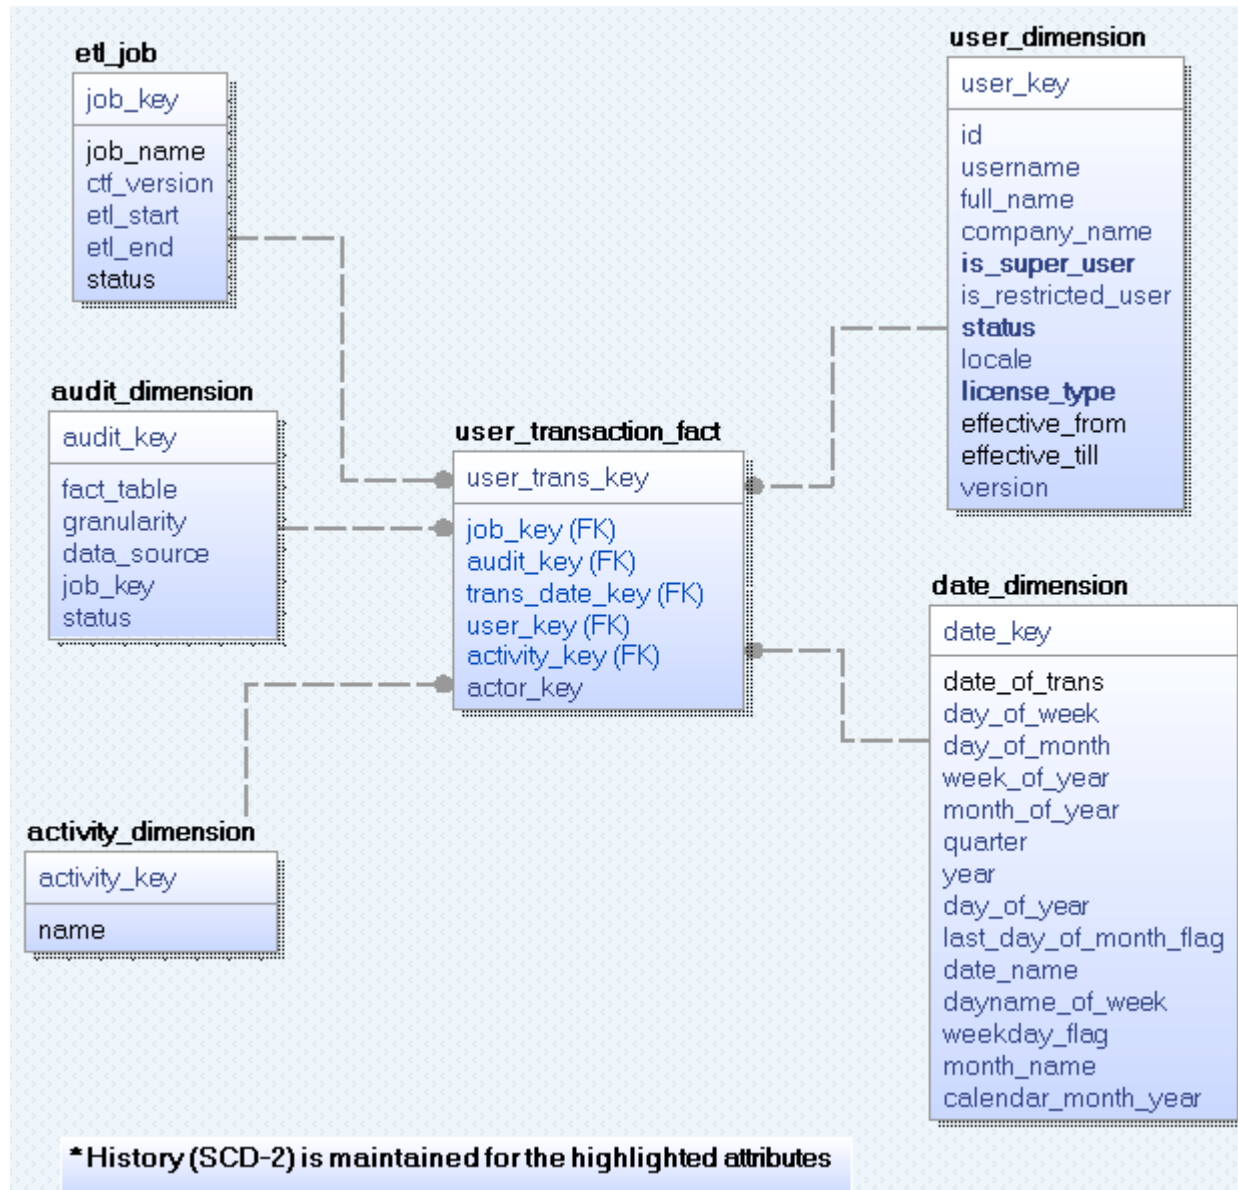 etl_job
job_key
job_name
ctf_version
etl_start
etl_end
status
audit_dimension
audit_key
fact_table
granularity
data_source
job_key
status
activity_dimension
activity_key
name
user_transaction_fact
user_trans_key
job_key (FK)
audit_key (FK)
trans_date_key (FK)
user_key (FK)
activity_key (FK)
actor_key
user_dimension
user_key
id
username
full_name
company_name
is_super_user
is_restricted_user
status
locale
license_type
effective_from
effective_till
version
date_dimension
date_key
date_of_trans
day_of_week
day_of_month
week_of_year
month_of_year
quarter
year
day_of_year
last_day_of_month_flag
date_name
dayname_of_week
weekday_flag
month_name
calendar_month_year
*History (SCD-2) is maintained for the highlighted attributes